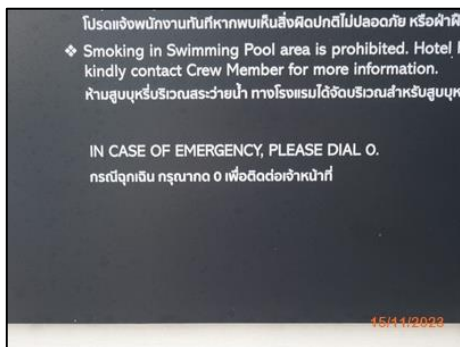 โปรดแจ้งพนักงานทันทีหากพบเห็นสิ่งผิดปกติไม่ปลอดภัย หรือฝ่าฝื
❖ Smoking in Swimming Pool area is prohibited. Hotel
kindly contact Crew Member for more information.
ห้ามสูบบุหรี่บริเวณสระว่ายน้ำ ทางโรงแรมได้จัดบริเวณสำหรับสูบบุห
IN CASE OF EMERGENCY, PLEASE DIAL 0.
กรณีฉุกเฉิน กรุณากด 0 เพื่อติดต่อเจ้าหน้าที่
15/11/2023